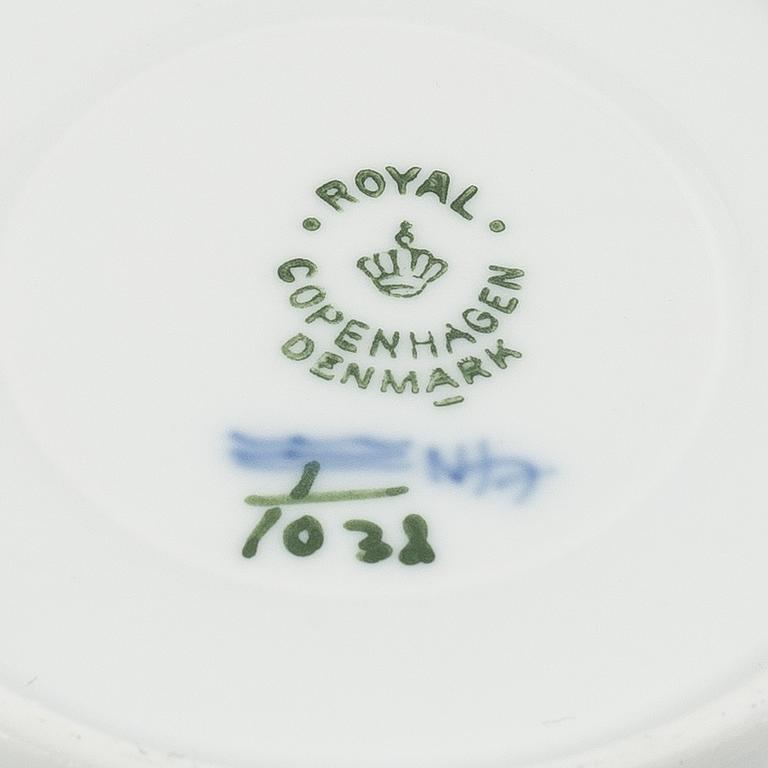 • ROYAL •
COPENHAGEN
DENMARK
1
1038